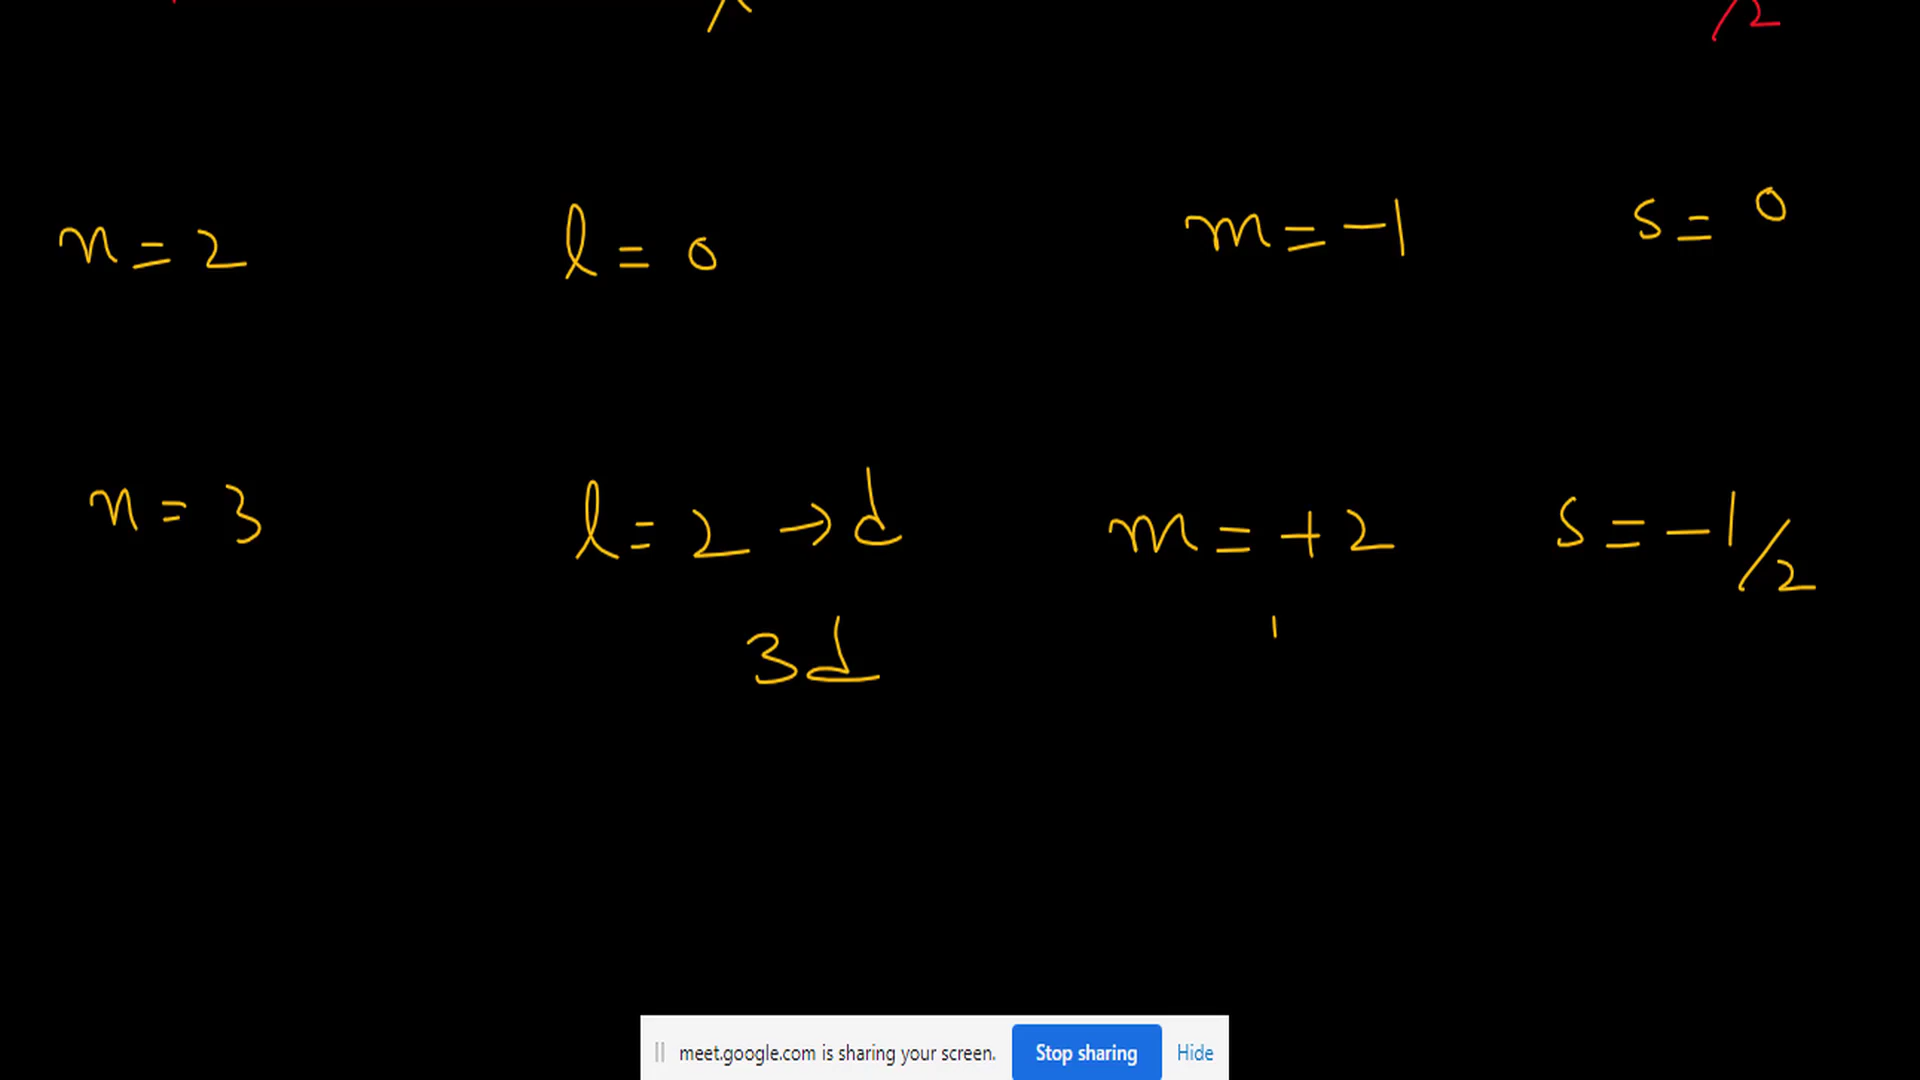 /2
n = 2 l = 0 m = -1 s = 0
n = 3 l = 2 → d m = +2 s = -1/2
3d
meet.google.com is sharing your screen. Stop sharing Hide